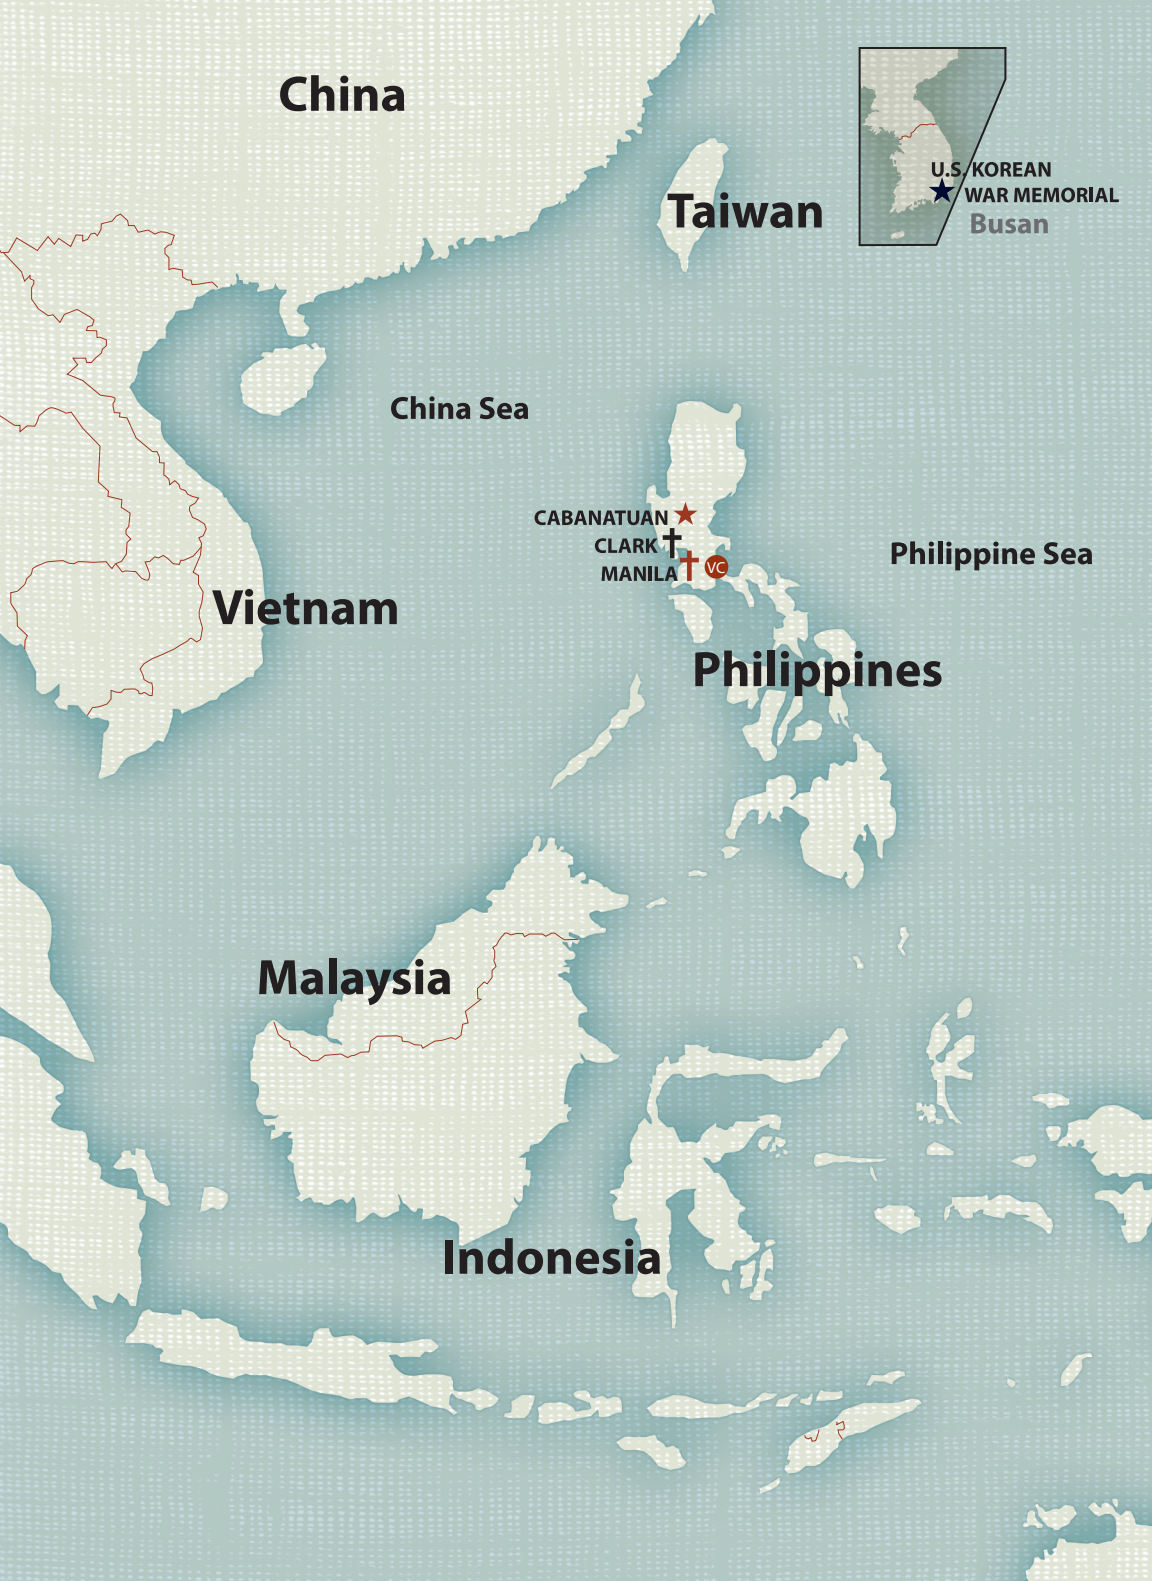 China
U.S. KOREAN
WAR MEMORIAL
Busan
Taiwan
China Sea
CABANATUAN
CLARK
MANILA
VC
Philippine Sea
Vietnam
Philippines
Malaysia
Indonesia